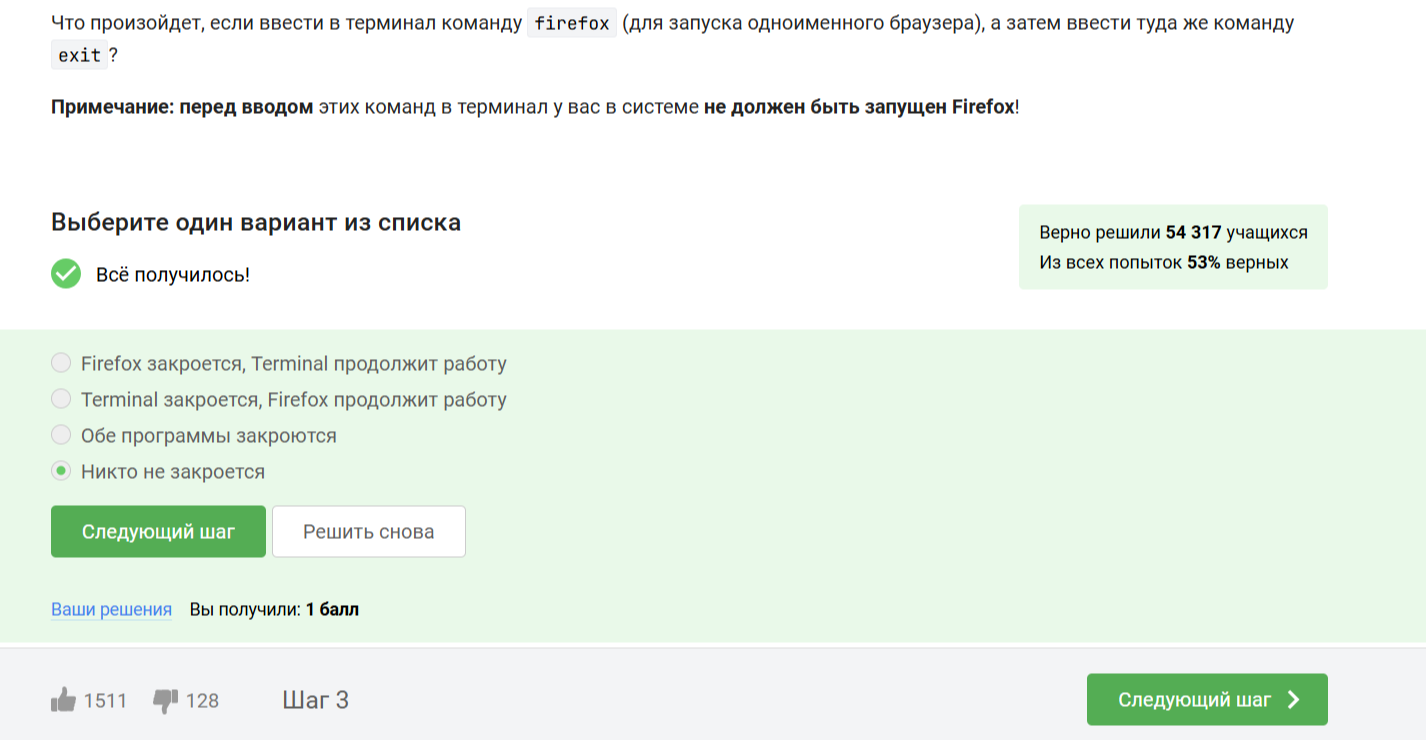 Что произойдет, если ввести в терминал команду firefox (для запуска одноименного браузера), а затем ввести туда же команду
exit?
Примечание: перед вводом этих команд в терминал у вас в системе не должен быть запущен Firefox!
Выберите один вариант из списка
Всё получилось!
Верно решили 54 317 учащихся
Из всех попыток 53% верных
Firefox закроется, Terminal продолжит работу
Terminal закроется, Firefox продолжит работу
Обе программы закроются
Никто не закроется
Следующий шаг
Решить снова
Ваши решения Вы получили: 1 балл
1511 128 Шаг 3
Следующий шаг